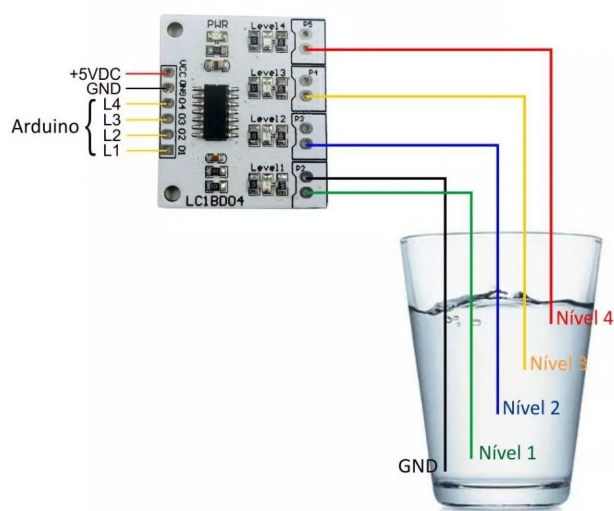 PWR
Level4
P5
+5VDC
VCC
GND
GND
L4
04
Level3
P4
Arduino
L3
03
L2
02
Level2
P3
L1
01
Level1
P2
LC1BD04
Nível 4
Nível 3
Nível 2
Nível 1
GND